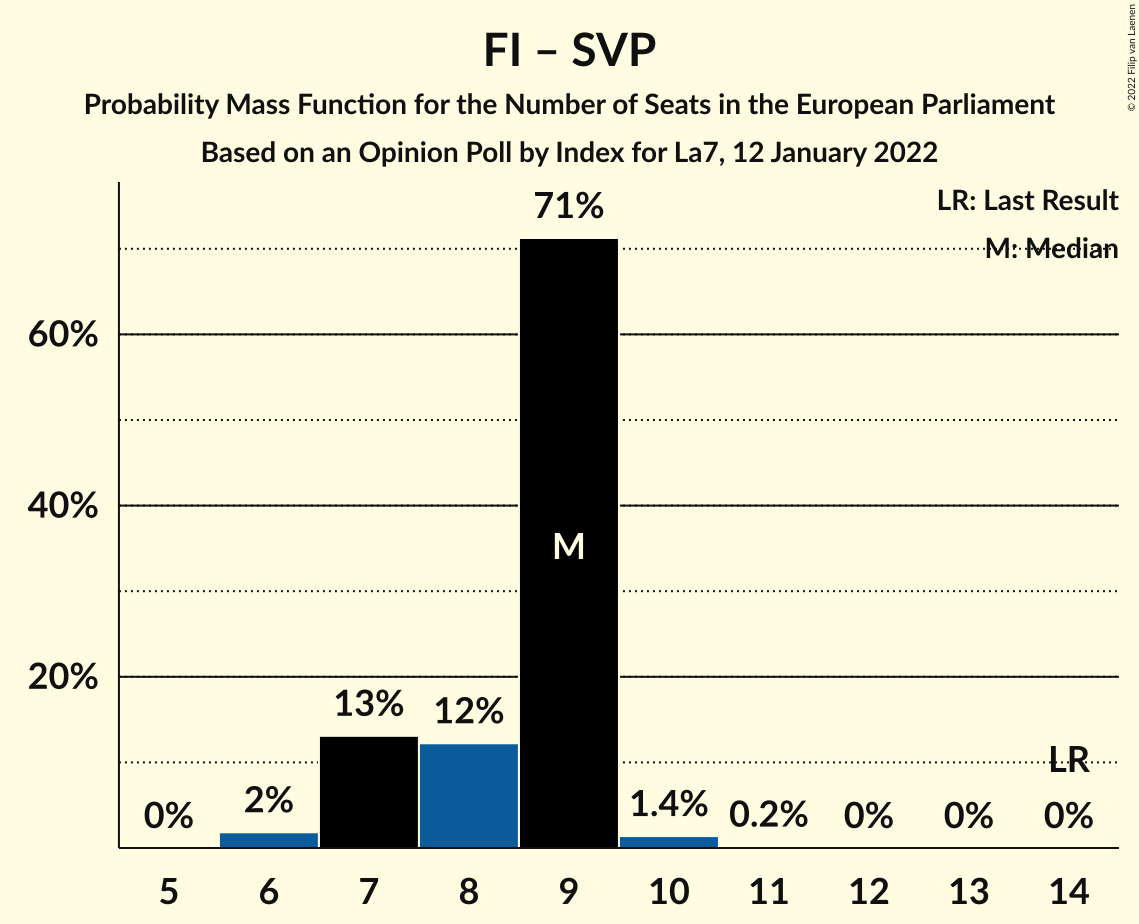 FI – SVP
Probability Mass Function for the Number of Seats in the European Parliament
Based on an Opinion Poll by Index for La7, 12 January 2022
© 2022 Filip van Laenen
LR: Last Result
M: Median
60%
40%
20%
0%
2%
13%
12%
71%
M
1.4%
0.2%
0%
0%
LR
0%
5 6 7 8 9 10 11 12 13 14